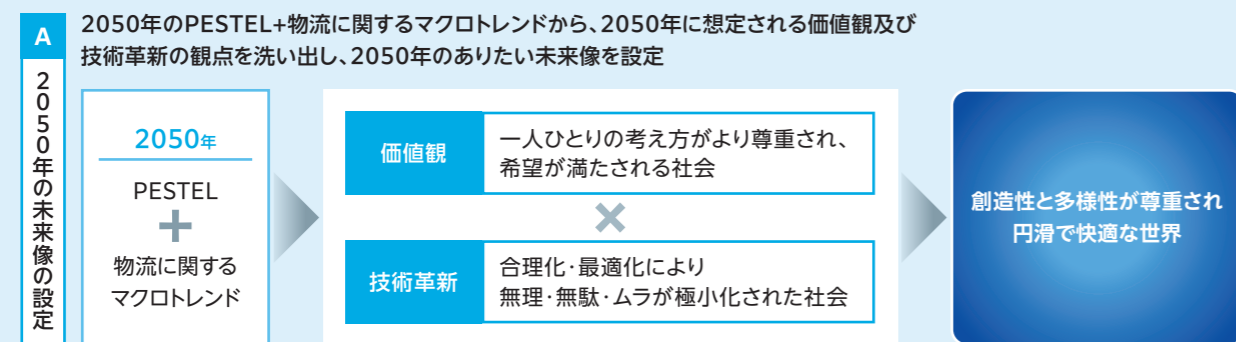 A
2050年の未来像の設定
2050年のPESTEL+物流に関するマクロトレンドから、2050年に想定される価値観及び
技術革新の観点を洗い出し、2050年のありたい未来像を設定
2050年
PESTEL
+
物流に関する
マクロトレンド
価値観
一人ひとりの考え方がより尊重され、
希望が満たされる社会
×
技術革新
合理化・最適化により
無理・無駄・ムラが極小化された社会
創造性と多様性が尊重され
円滑で快適な世界